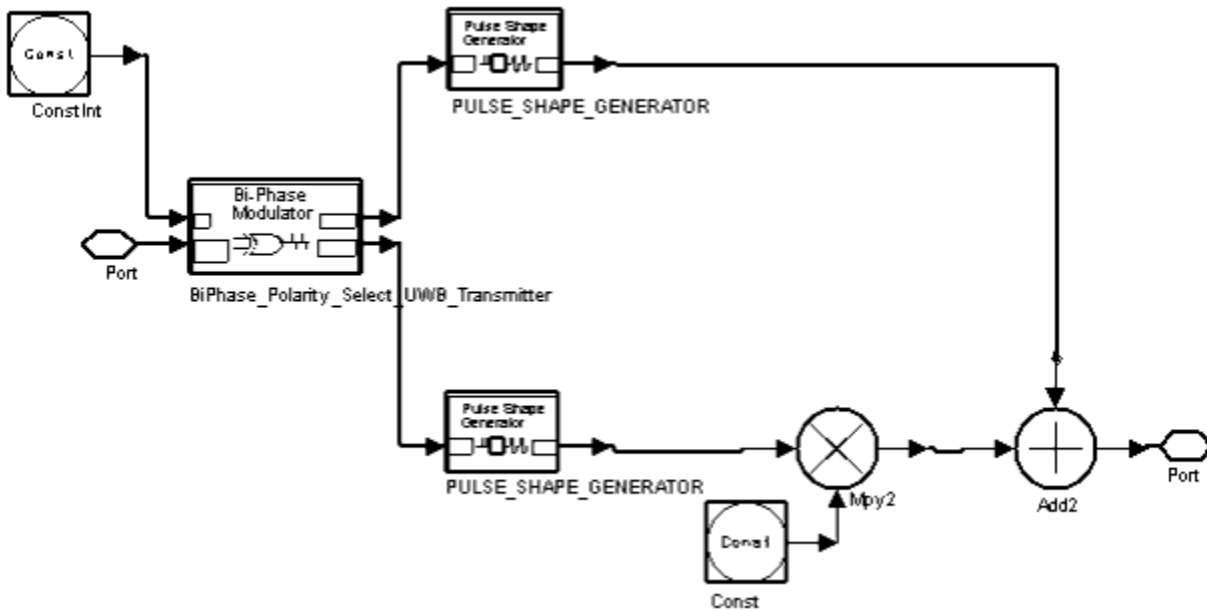 Const
ConstInt
Pulse Shape
Generator
PULSE_SHAPE_GENERATOR
Bi-Phase
Modulator
Port
BiPhase_Polarity_Select_UWB_Transmitter
Pulse Shape
Generator
PULSE_SHAPE_GENERATOR
Mpy2
Add2
Port
Const
Const